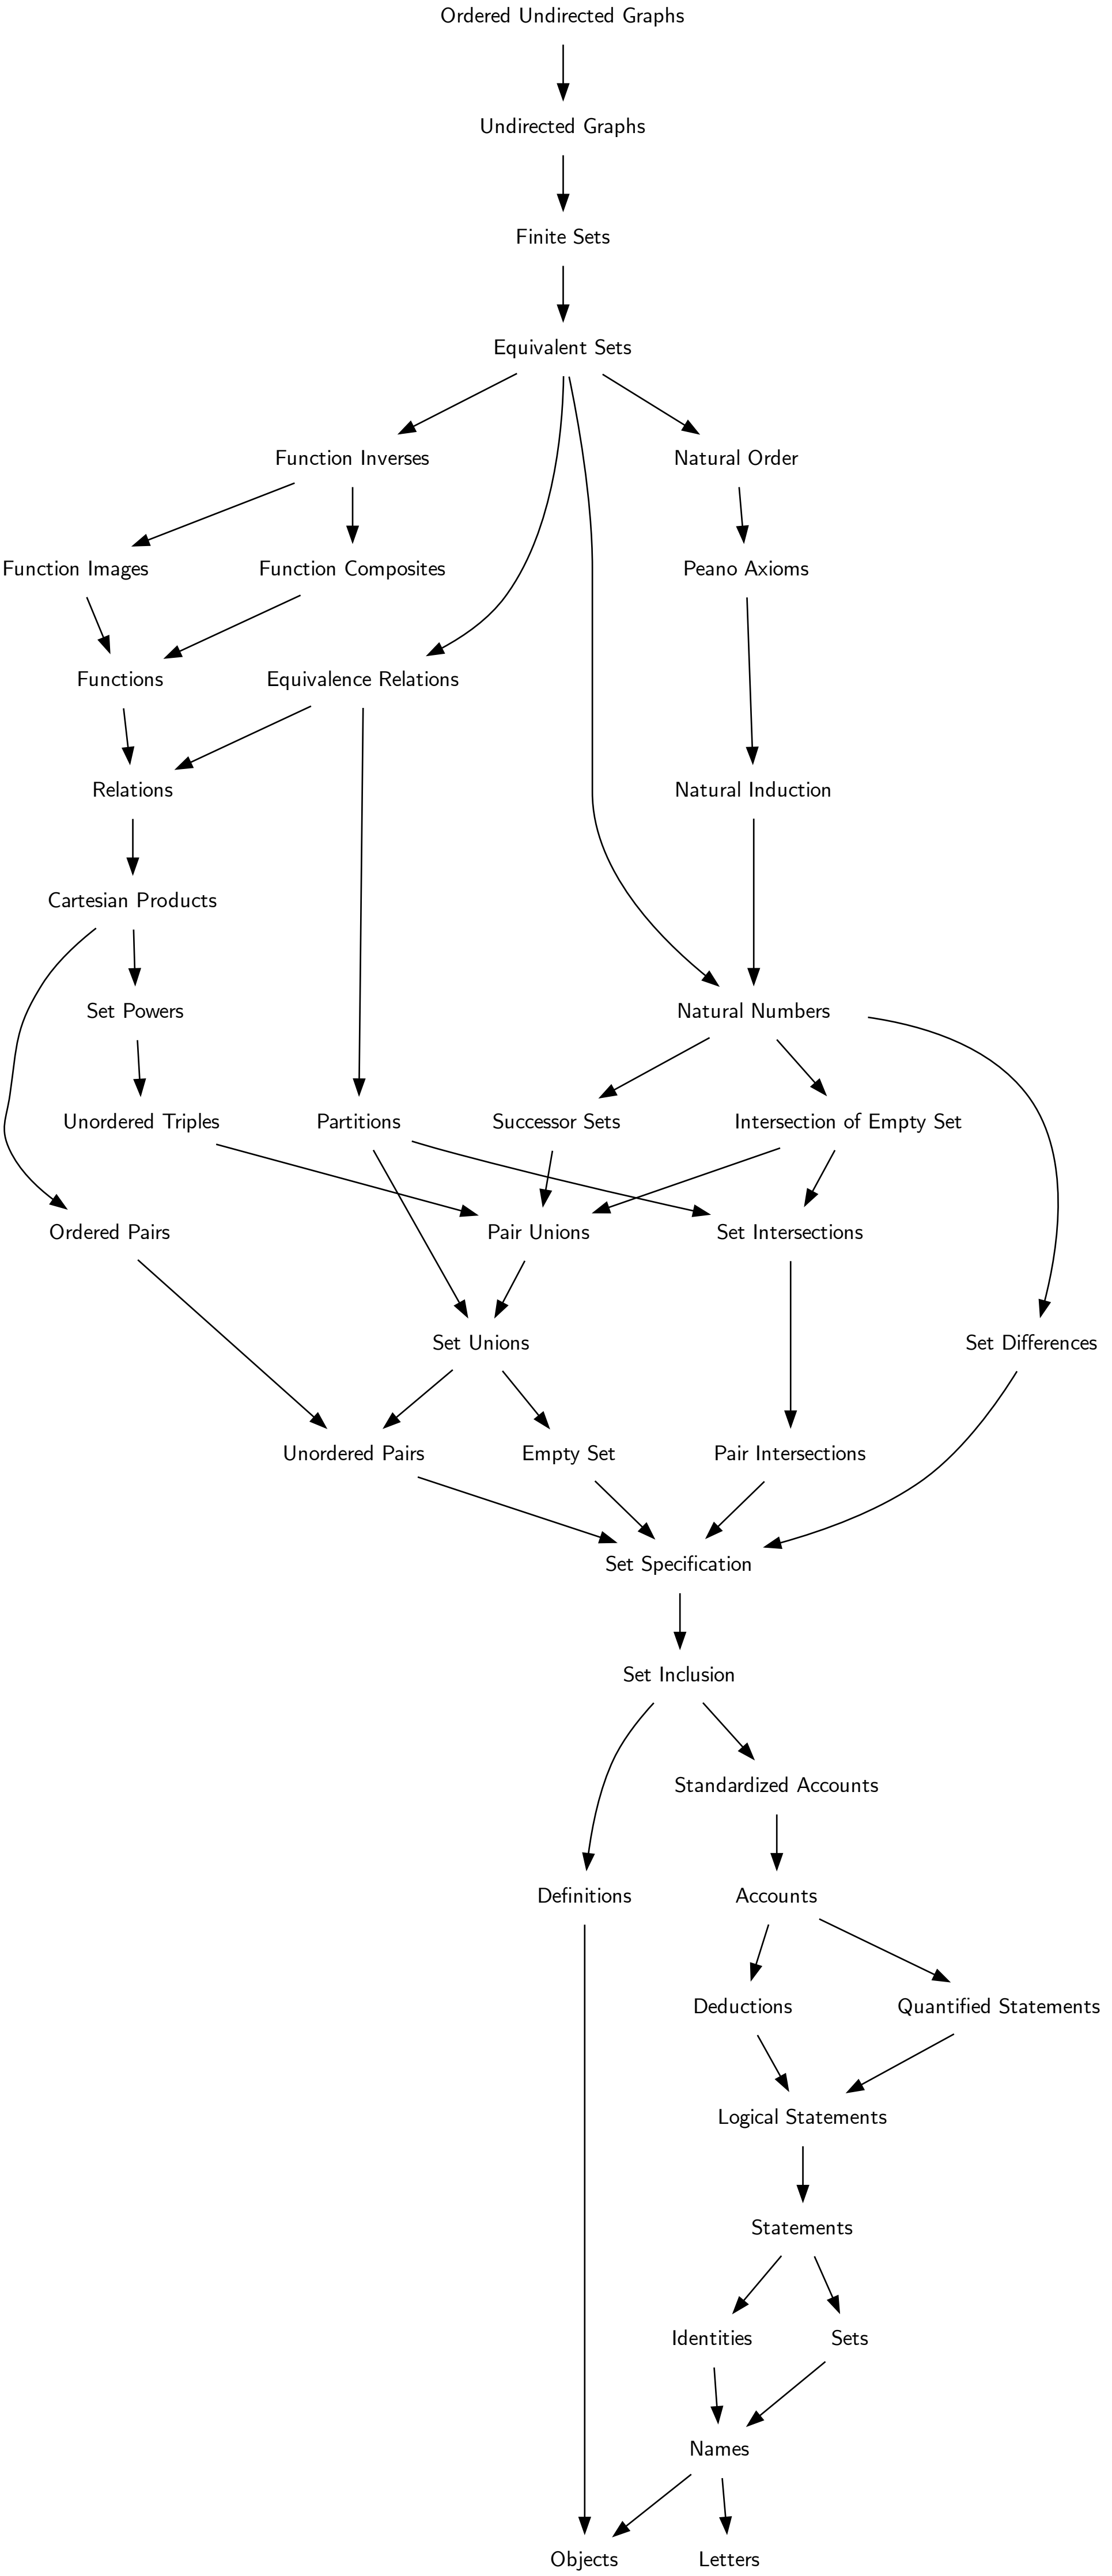 Ordered Undirected Graphs
Undirected Graphs
Finite Sets
Equivalent Sets
Function Inverses
Natural Order
Function Images
Function Composites
Peano Axioms
Functions
Equivalence Relations
Relations
Natural Induction
Cartesian Products
Set Powers
Natural Numbers
Unordered Triples
Partitions
Successor Sets
Intersection of Empty Set
Ordered Pairs
Pair Unions
Set Intersections
Set Unions
Set Differences
Unordered Pairs
Empty Set
Pair Intersections
Set Specification
Set Inclusion
Standardized Accounts
Definitions
Accounts
Deductions
Quantified Statements
Logical Statements
Statements
Identities
Sets
Names
Objects
Letters